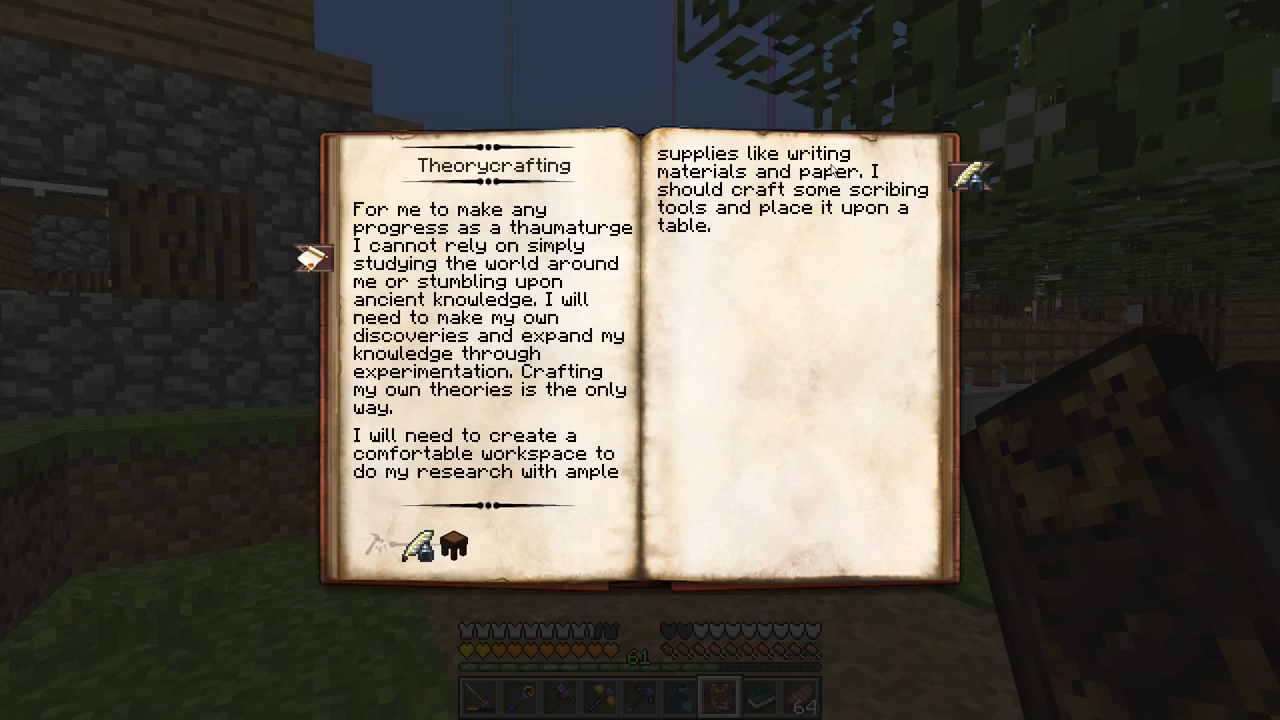 Theorycrafting
For me to make any
progress as a thaumaturge
I cannot rely on simply
studying the world around
me or stumbling upon
ancient knowledge. I will
need to make my own
discoveries and expand my
knowledge through
experimentation. Crafting
my own theories is the only
way.
I will need to create a
comfortable workspace to
do my research with ample
supplies like writing
materials and paper. I
should craft some scribing
tools and place it upon a
table.
61
64